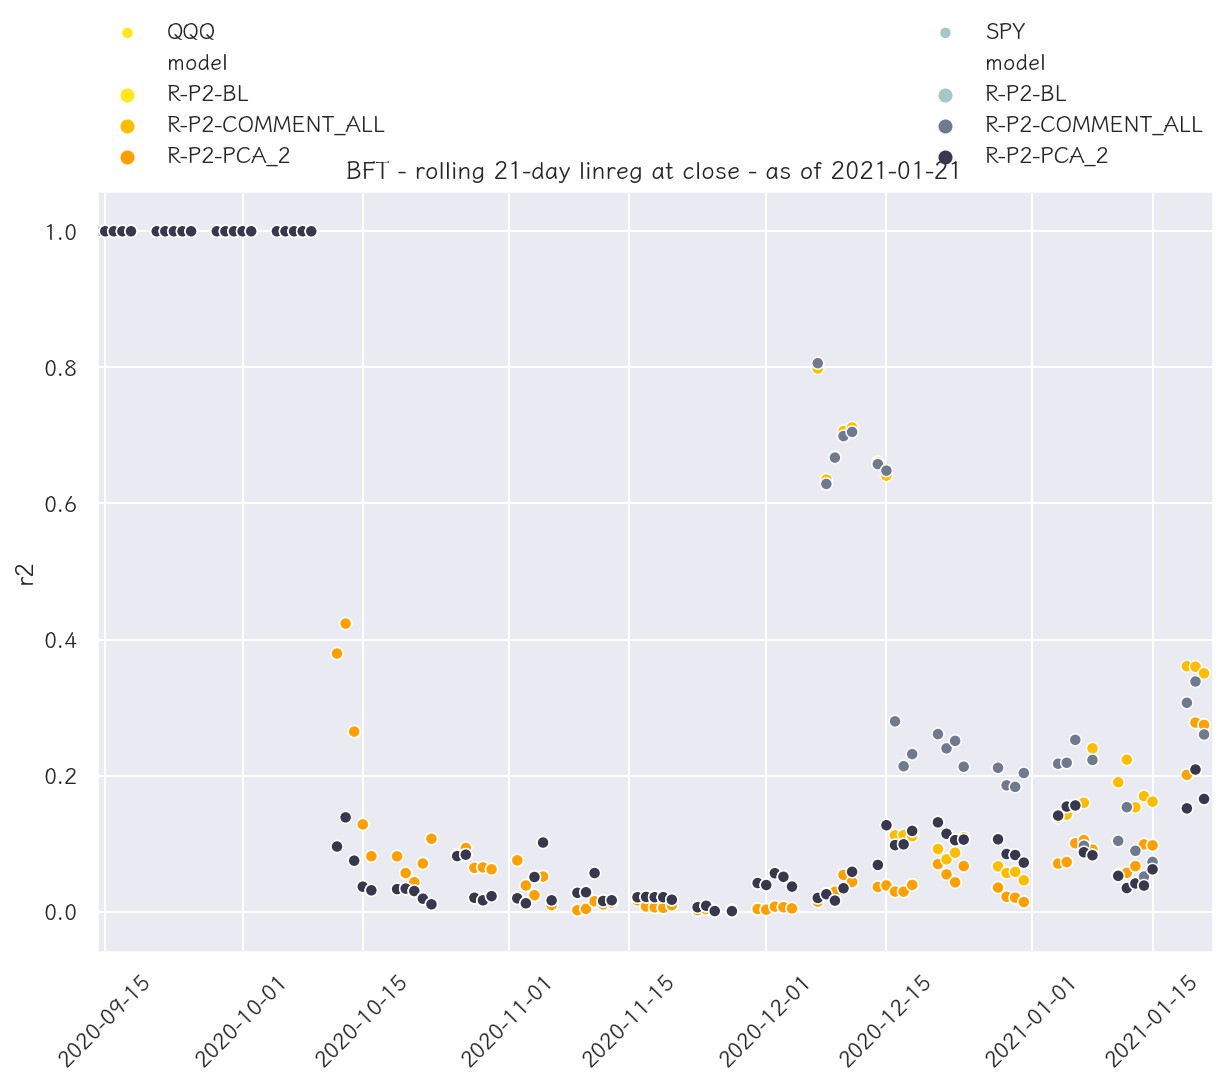 QQQ
model
R-P2-BL
R-P2-COMMENT_ALL
R-P2-PCA_2
SPY
model
R-P2-BL
R-P2-COMMENT_ALL
R-P2-PCA_2
BFT - rolling 21-day linreg at close - as of 2021-01-21
1.0
0.8
0.6
0.4
0.2
0.0
r2
2020-09-15
2020-10-01
2020-10-15
2020-11-01
2020-11-15
2020-12-01
2020-12-15
2021-01-01
2021-01-15